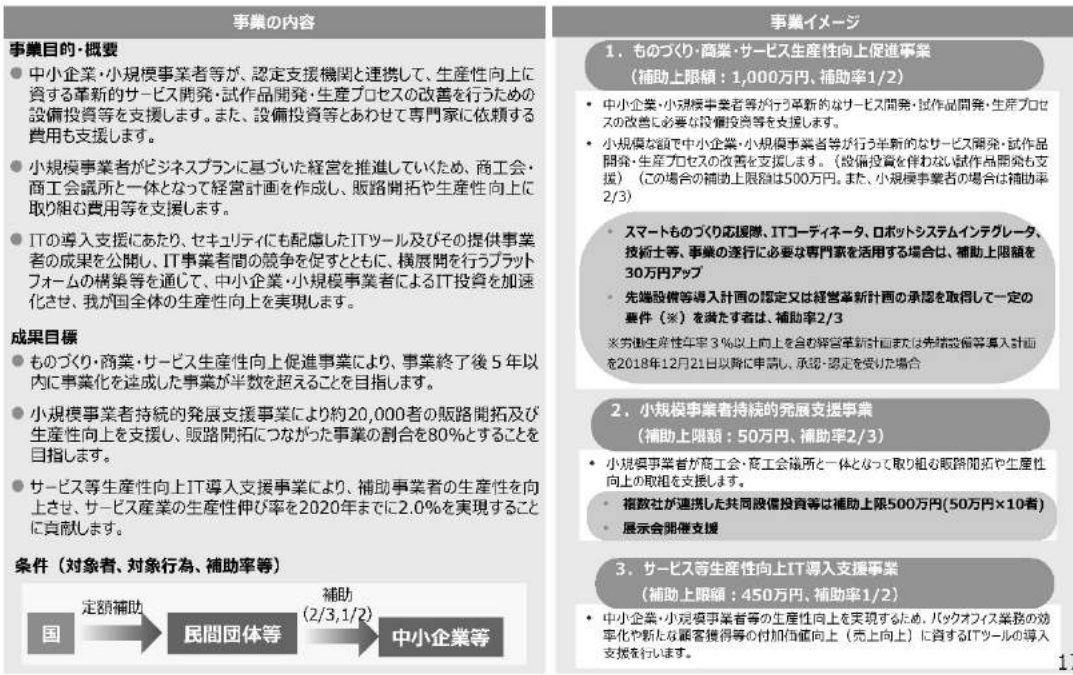 事業の内容
事業目的・概要
● 中小企業・小規模事業者等が、認定支援機関と連携して、生産性向上に
資する革新的サービス開発・試作品開発・生産プロセスの改善を行うための
設備投資等を支援します。また、設備投資等とあわせて専門家に依頼する
費用も支援します。
● 小規模事業者がビジネスプランに基づいた経営を推進していくため、商工会・
商工会議所と一体となって経営計画を作成し、販路開拓や生産性向上に
取り組む費用等を支援します。
● ITの導入支援にあたり、セキュリティにも配慮したITツール及びその提供事業
者の成果を公開し、IT事業者間の競争を促すとともに、横展開を行うプラット
フォームの構築等を通じて、中小企業・小規模事業者によるIT投資を加速
化させ、我が国全体の生産性向上を実現します。
成果目標
● ものづくり・商業・サービス生産性向上促進事業により、事業終了後5年以
内に事業化を達成した事業が半数を超えることを目指します。
● 小規模事業者持続的発展支援事業により約20,000者の販路開拓及び
生産性向上を支援し、販路開拓につながった事業の割合を80%とすることを
目指します。
● サービス等生産性向上IT導入支援事業により、補助事業者の生産性を向
上させ、サービス産業の生産性伸び率を2020年までに2.0%を実現すること
に貢献します。
条件（対象者、対象行為、補助率等）
国
定額補助
民間団体等
補助
(2/3,1/2)
中小企業等
事業イメージ
1．ものづくり・商業・サービス生産性向上促進事業
（補助上限額：1,000万円、補助率1/2）
• 中小企業・小規模事業者等が行う革新的なサービス開発・試作品開発・生産プロセ
スの改善に必要な設備投資等を支援します。
• 小規模な額で中小企業・小規模事業者等が行う革新的なサービス開発・試作品
開発・生産プロセスの改善を支援します。（設備投資を伴わない試作品開発も支
援）（この場合の補助上限額は500万円。また、小規模事業者の場合は補助率
2/3）
• スマートものづくり応援隊、ITコーディネータ、ロボットシステムインテグレータ、
技術士等、事業の遂行に必要な専門家を活用する場合は、補助上限額を
30万円アップ
• 先端設備等導入計画の認定又は経営革新計画の承認を取得して一定の
要件（※）を満たす者は、補助率2/3
※労働生産性年率3%以上向上を含む経営革新計画または先端設備等導入計画
を2018年12月21日以降に申請し、承認・認定を受けた場合
2．小規模事業者持続的発展支援事業
（補助上限額：50万円、補助率2/3）
• 小規模事業者が商工会・商工会議所と一体となって取り組む販路開拓や生産性
向上の取組を支援します。
• 複数社が連携した共同設備投資等は補助上限500万円(50万円×10者)
• 展示会開催支援
3．サービス等生産性向上IT導入支援事業
（補助上限額：450万円、補助率1/2）
• 中小企業・小規模事業者等の生産性向上を実現するため、バックオフィス業務の効
率化や新たな顧客獲得等の付加価値向上（売上向上）に資するITツールの導入
支援を行います。
17